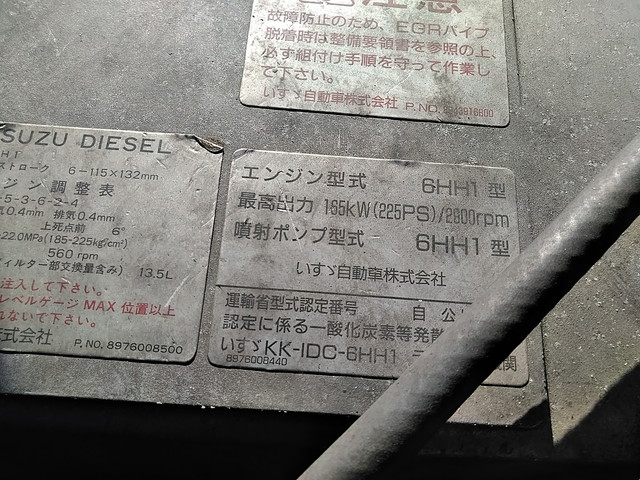 故障防止のため、EGRパイプ
脱着時は整備要領書を参照の上、
必ず組付け手順を守って作業し
て下さい。
いすゞ自動車株式会社 P.NO.
SUZU DIESEL
ストローク 6-115×132mm
ジン調整表
-5-3-6-2-4
気0.4mm 排気0.4mm
上死点前 6°
22.0MPa(185-225kg/cm²)
560 rpm
ィルター部交換量含み) 13.5L
注入して下さい。
レベルゲージ MAX 位置以上
れないで下さい。
式会社 P.NO. 8976008500
エンジン型式 6HH1 型
最高出力 165kW(225PS)/2800rpm
噴射ポンプ型式 6HH1 型
いすゞ自動車株式会社
運輸省型式認定番号 自 公
認定に係る一酸化炭素等発散
いすゞKK-IDC-6HH1 機関
8976008440